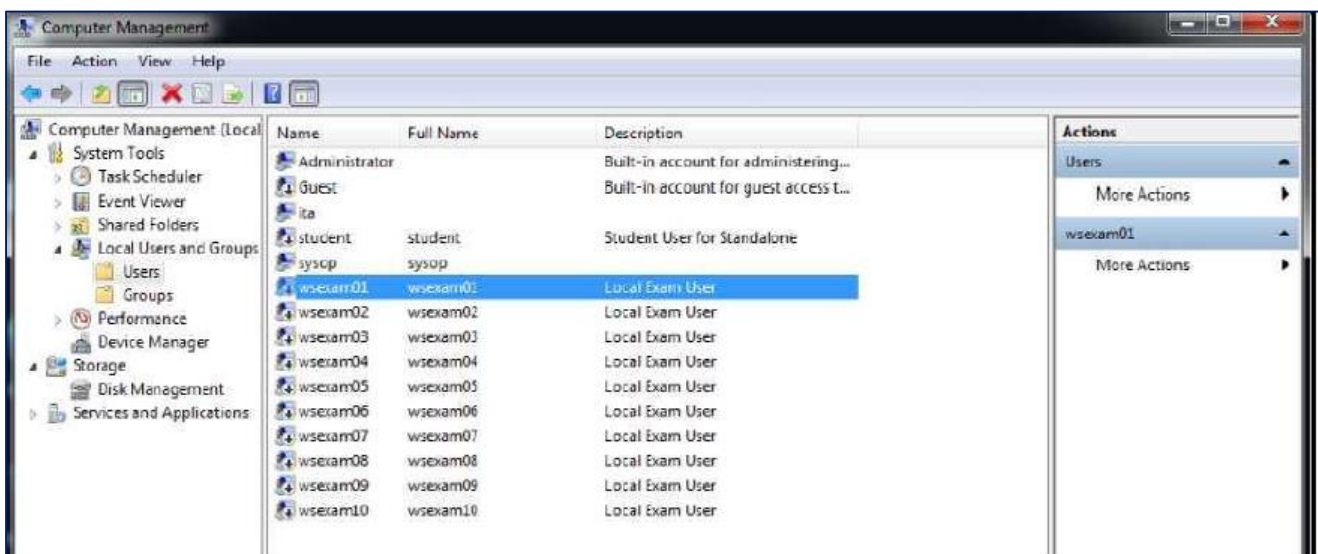 Computer Management
File Action View Help
Computer Management (Local
System Tools
Task Scheduler
Event Viewer
Shared Folders
Local Users and Groups
Users
Groups
Performance
Device Manager
Storage
Disk Management
Services and Applications
Name Full Name Description
Administrator Built-in account for administering...
Guest Built-in account for guest access t...
ita
student student Student User for Standalone
sysop sysop
wsexam01 wsexam01 Local Exam User
wsexam02 wsexam02 Local Exam User
wsexam03 wsexam03 Local Exam User
wsexam04 wsexam04 Local Exam User
wsexam05 wsexam05 Local Exam User
wsexam06 wsexam06 Local Exam User
wsexam07 wsexam07 Local Exam User
wsexam08 wsexam08 Local Exam User
wsexam09 wsexam09 Local Exam User
wsexam10 wsexam10 Local Exam User
Actions
Users
More Actions
wsexam01
More Actions